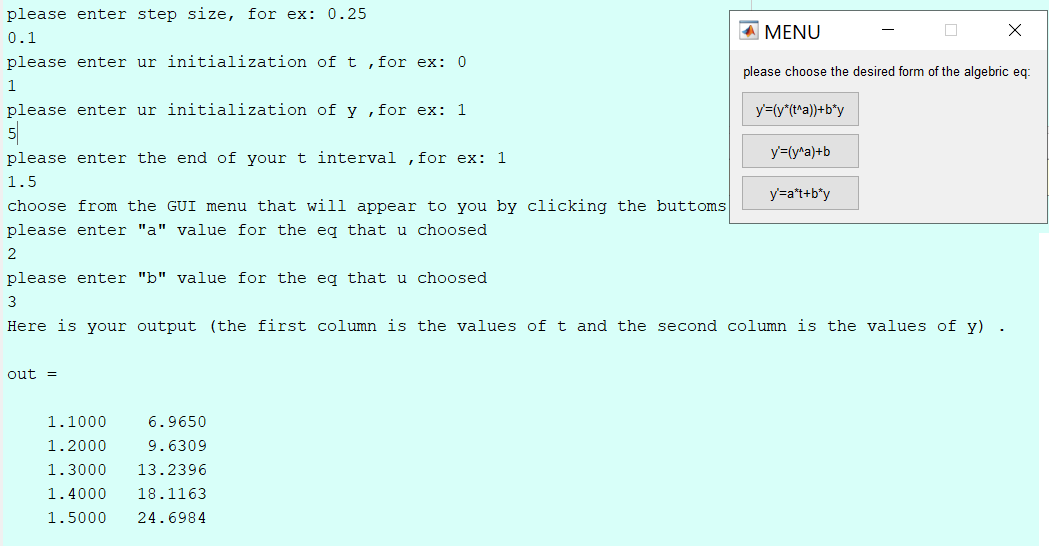 please enter step size, for ex: 0.25
0.1
please enter ur initialization of t ,for ex: 0
1
please enter ur initialization of y ,for ex: 1
5
please enter the end of your t interval ,for ex: 1
1.5
choose from the GUI menu that will appear to you by clicking the buttoms
please enter "a" value for the eq that u choosed
2
please enter "b" value for the eq that u choosed
3
Here is your output (the first column is the values of t and the second column is the values of y) .
out =
1.1000 6.9650
1.2000 9.6309
1.3000 13.2396
1.4000 18.1163
1.5000 24.6984
MENU
please choose the desired form of the algebric eq:
y'=(y*(t^a))+b*y
y'=(y^a)+b
y'=a*t+b*y